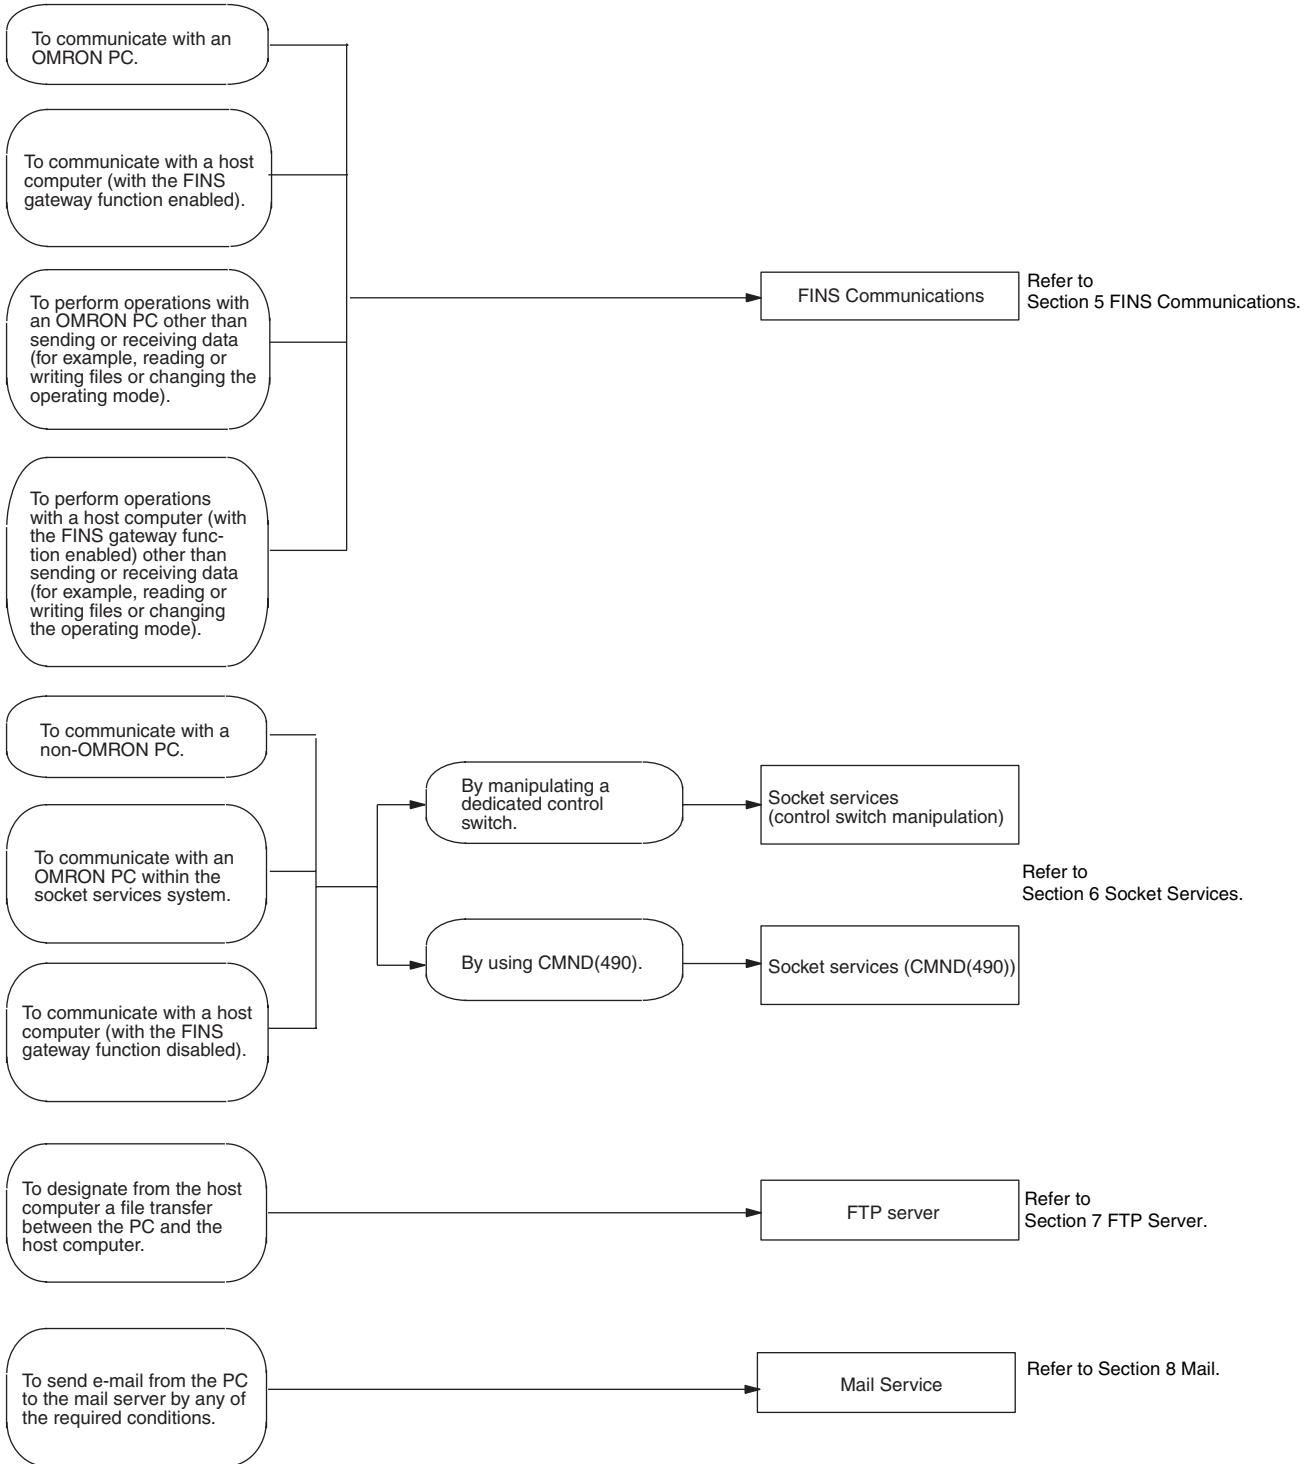 To communicate with an
OMRON PC.
To communicate with a host
computer (with the FINS
gateway function enabled).
To perform operations with
an OMRON PC other than
sending or receiving data
(for example, reading or
writing files or changing the
operating mode).
FINS Communications
Refer to
Section 5 FINS Communications.
To perform operations
with a host computer (with
the FINS gateway func-
tion enabled) other than
sending or receiving data
(for example, reading or
writing files or changing
the operating mode).
To communicate with a
non-OMRON PC.
To communicate with an
OMRON PC within the
socket services system.
To communicate with a host
computer (with the FINS
gateway function disabled).
By manipulating a
dedicated control
switch.
Socket services
(control switch manipulation)
Refer to
Section 6 Socket Services.
By using CMND(490).
Socket services (CMND(490))
To designate from the host
computer a file transfer
between the PC and the
host computer.
FTP server
Refer to
Section 7 FTP Server.
To send e-mail from the PC
to the mail server by any of
the required conditions.
Mail Service
Refer to Section 8 Mail.